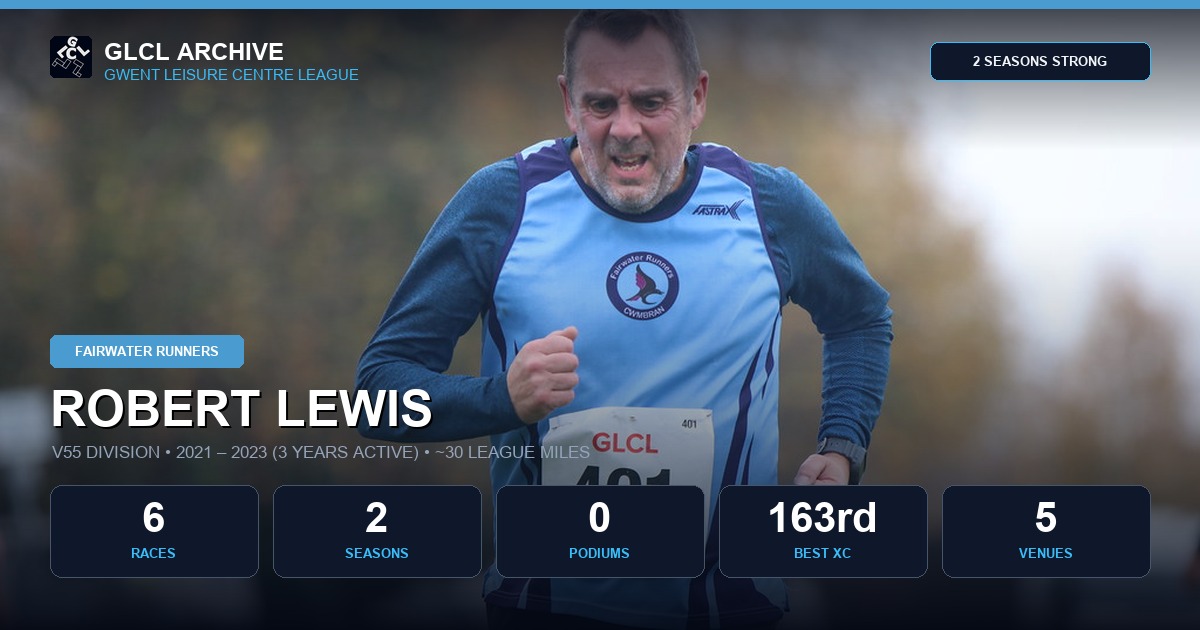 GLCL ARCHIVE
GWENT LEISURE CENTRE LEAGUE
2 SEASONS STRONG
FASTRAX
Fairwater Runners
CWMBRAN
FAIRWATER RUNNERS
ROBERT LEWIS
V55 DIVISION • 2021 – 2023 (3 YEARS ACTIVE) • ~30 LEAGUE MILES
401
GLCL
401
6
RACES
2
SEASONS
0
PODIUMS
163rd
BEST XC
5
VENUES